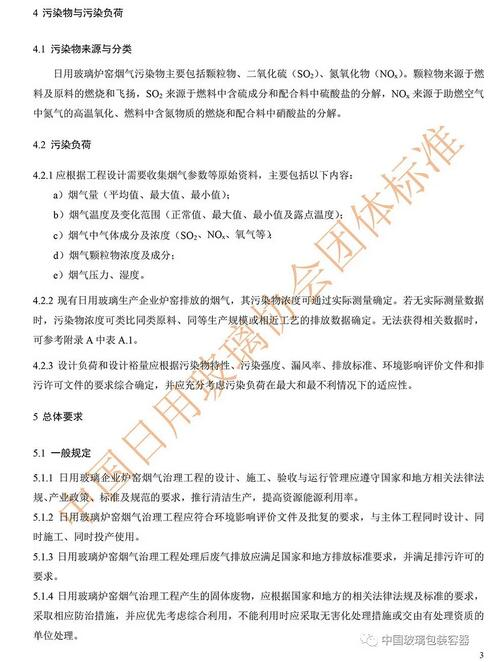 4 污染物与污染负荷
4.1 污染物来源与分类
日用玻璃炉窑烟气污染物主要包括颗粒物、二氧化硫（SO₂）、氮氧化物（NOₓ）。颗粒物来源于燃
料及原料的燃烧和飞扬，SO₂ 来源于燃料中含硫成分和配合料中硫酸盐的分解，NOₓ 来源于助燃空气
中氮气的高温氧化、燃料中含氮物质的燃烧和配合料中硝酸盐的分解。
4.2 污染负荷
4.2.1 应根据工程设计需要收集烟气参数等原始资料，主要包括以下内容：
a）烟气量（平均值、最大值、最小值）；
b）烟气温度及变化范围（正常值、最大值、最小值及露点温度）；
c）烟气中气体成分及浓度（SO₂、NOₓ、氧气等）；
d）烟气颗粒物浓度及成分；
e）烟气压力、湿度。
4.2.2 现有日用玻璃生产企业炉窑排放的烟气，其污染物浓度可通过实际测量确定。若无实际测量数据
时，污染物浓度可类比同类原料、同等生产规模或相近工艺的排放数据确定。无法获得相关数据时，
可参考附录 A 中表 A.1。
4.2.3 设计负荷和设计裕量应根据污染物特性、污染强度、漏风率、排放标准、环境影响评价文件和排
污许可文件的要求综合确定，并应充分考虑污染负荷在最大和最不利情况下的适应性。
5 总体要求
5.1 一般规定
5.1.1 日用玻璃企业炉窑烟气治理工程的设计、施工、验收与运行管理应遵守国家和地方相关法律法
规、产业政策、标准及规范的要求，推行清洁生产，提高资源能源利用率。
5.1.2 日用玻璃炉窑烟气治理工程应符合环境影响评价文件及批复的要求，与主体工程同时设计、同
时施工、同时投产使用。
5.1.3 日用玻璃炉窑烟气治理工程处理后废气排放应满足国家和地方排放标准要求，并满足排污许可的
要求。
5.1.4 日用玻璃炉窑烟气治理工程产生的固体废物，应根据国家和地方的相关法律法规及标准的要求，
采取相应防治措施，并应优先考虑综合利用，不能利用时应采取无害化处理措施或交由有处理资质的
单位处理。
3
中国日用玻璃协会团体标准
中国玻璃包装容器